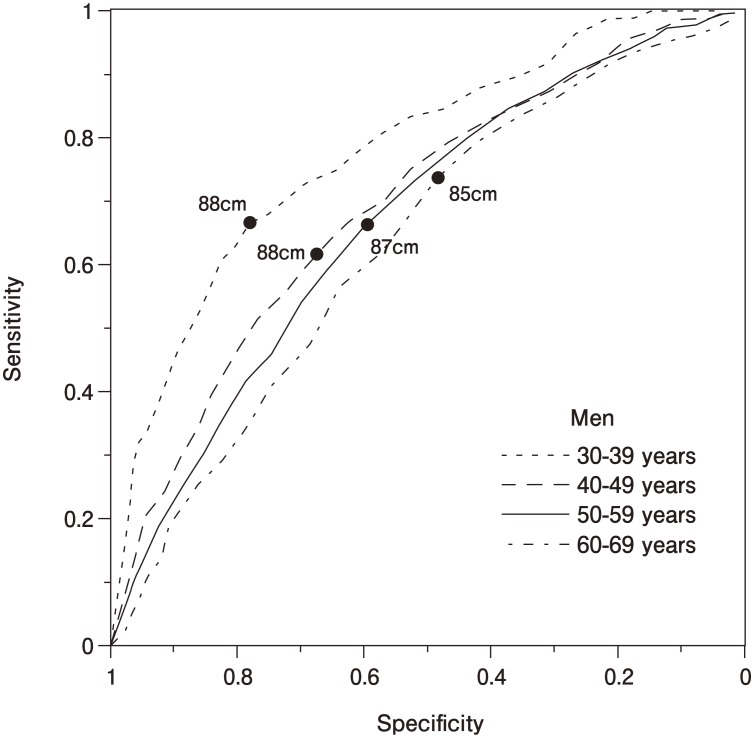 1
0.8
0.6
0.4
0.2
0
Sensitivity
88cm
88cm
87cm
85cm
Men
30-39 years
40-49 years
50-59 years
60-69 years
1 0.8 0.6 0.4 0.2 0
Specificity